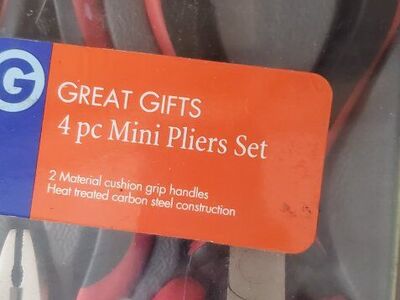 G
GREAT GIFTS
4 pc Mini Pliers Set
2 Material cushion grip handles
Heat treated carbon steel construction